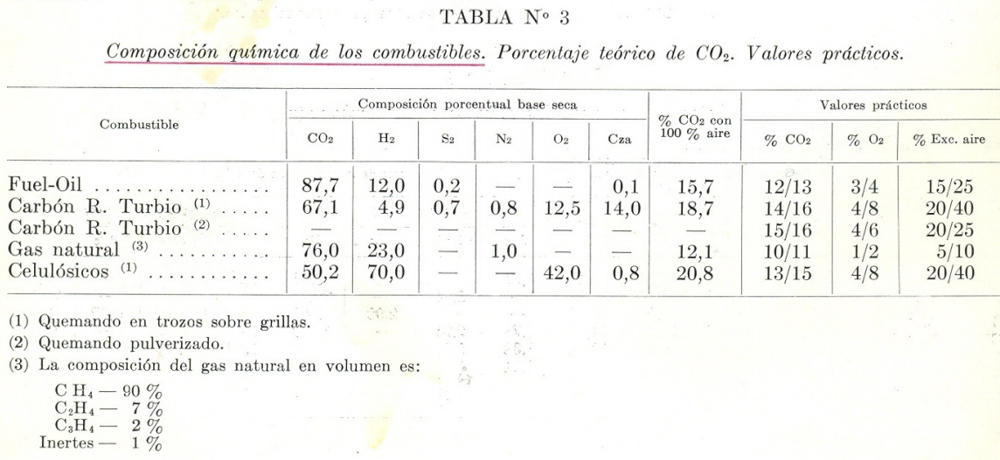 TABLA Nº 3
Composición química de los combustibles. Porcentaje teórico de CO₂. Valores prácticos.
Combustible | Composición porcentual base seca | % CO₂ con 100 % aire | Valores prácticos
CO₂ | H₂ | S₂ | N₂ | O₂ | Cza | % CO₂ | % O₂ | % Exc. aire
Fuel-Oil .................. 87,7 12,0 0,2 — — 0,1 15,7 12/13 3/4 15/25
Carbón R. Turbio (1) ..... 67,1 4,9 0,7 0,8 12,5 14,0 18,7 14/16 4/8 20/40
Carbón R. Turbio (2) ..... — — — — — — — 15/16 4/6 20/25
Gas natural (3) ........... 76,0 23,0 — 1,0 — — 12,1 10/11 1/2 5/10
Celulósicos (1) ............ 50,2 70,0 — — 42,0 0,8 20,8 13/15 4/8 20/40
(1) Quemando en trozos sobre grillas.
(2) Quemando pulverizado.
(3) La composición del gas natural en volumen es:
C H₄ — 90 %
C₂H₄ — 7 %
C₃H₄ — 2 %
Inertes — 1 %